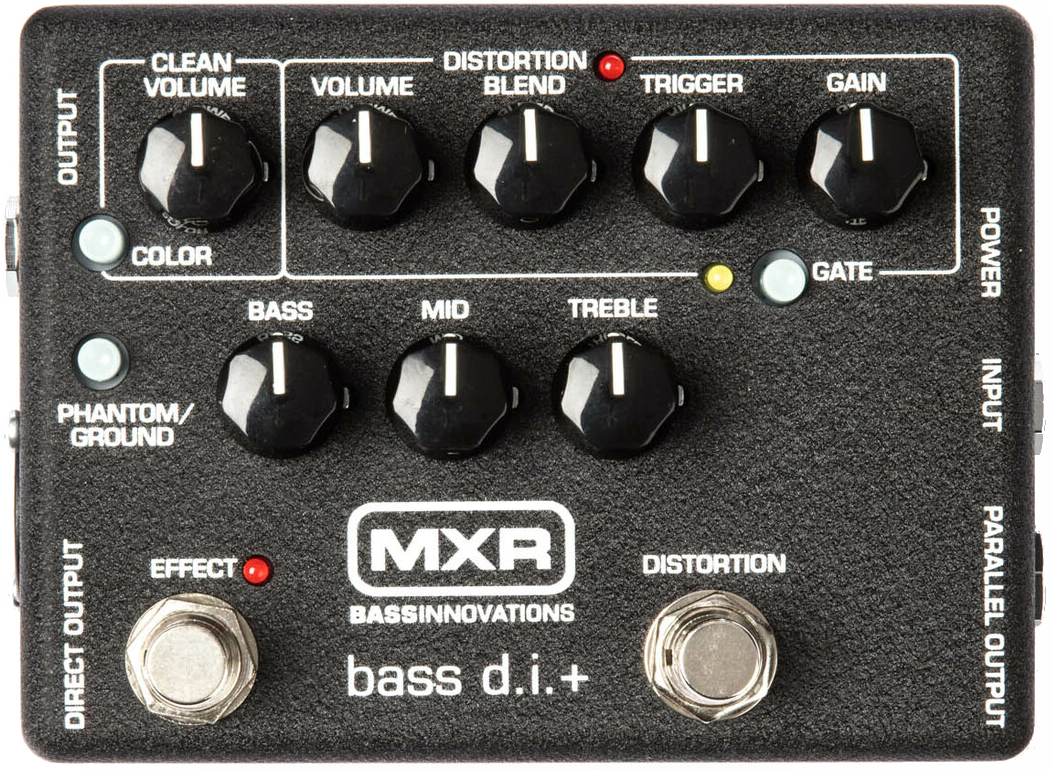 CLEAN
VOLUME
DISTORTION
VOLUME
BLEND
TRIGGER
GAIN
OUTPUT
COLOR
GATE
POWER
BASS
MID
TREBLE
INPUT
PHANTOM/
GROUND
MXR
BASSINNOVATIONS
bass d.i.+
EFFECT
DISTORTION
DIRECT OUTPUT
PARALLEL OUTPUT